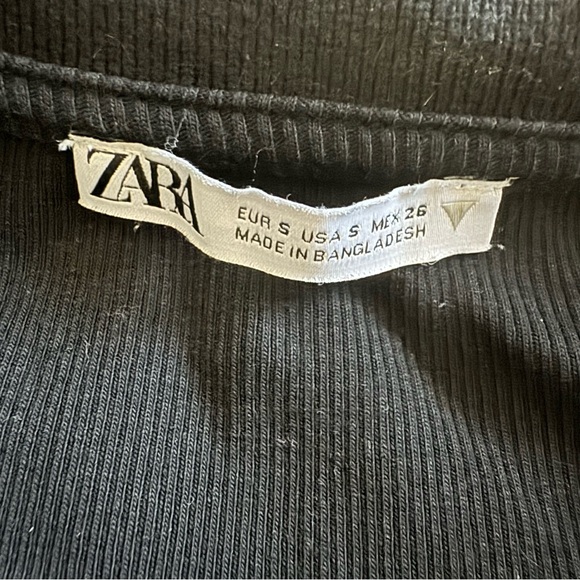 ZARA
EUR S USA S MEX 26
MADE IN BANGLADESH